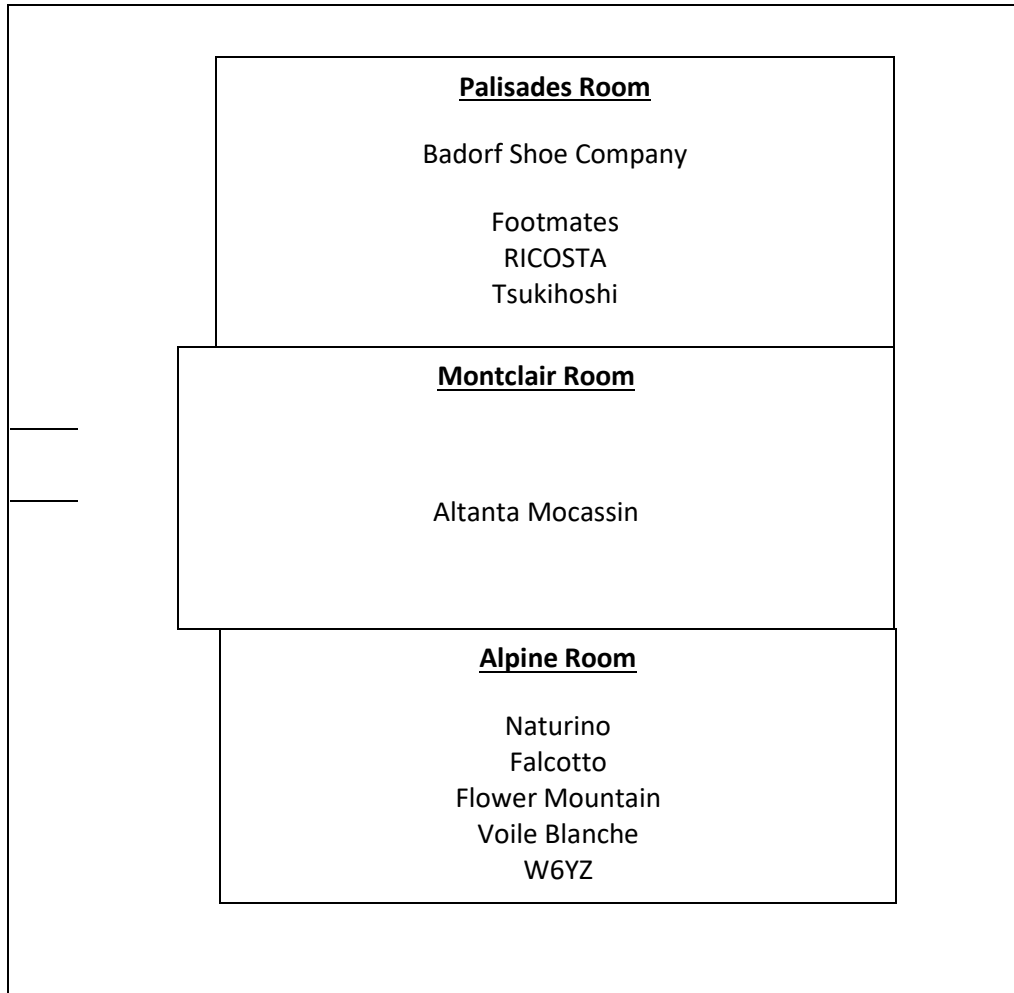 Palisades Room
Badorf Shoe Company
Footmates
RICOSTA
Tsukihoshi
Montclair Room
Altanta Mocassin
Alpine Room
Naturino
Falcotto
Flower Mountain
Voile Blanche
W6YZ